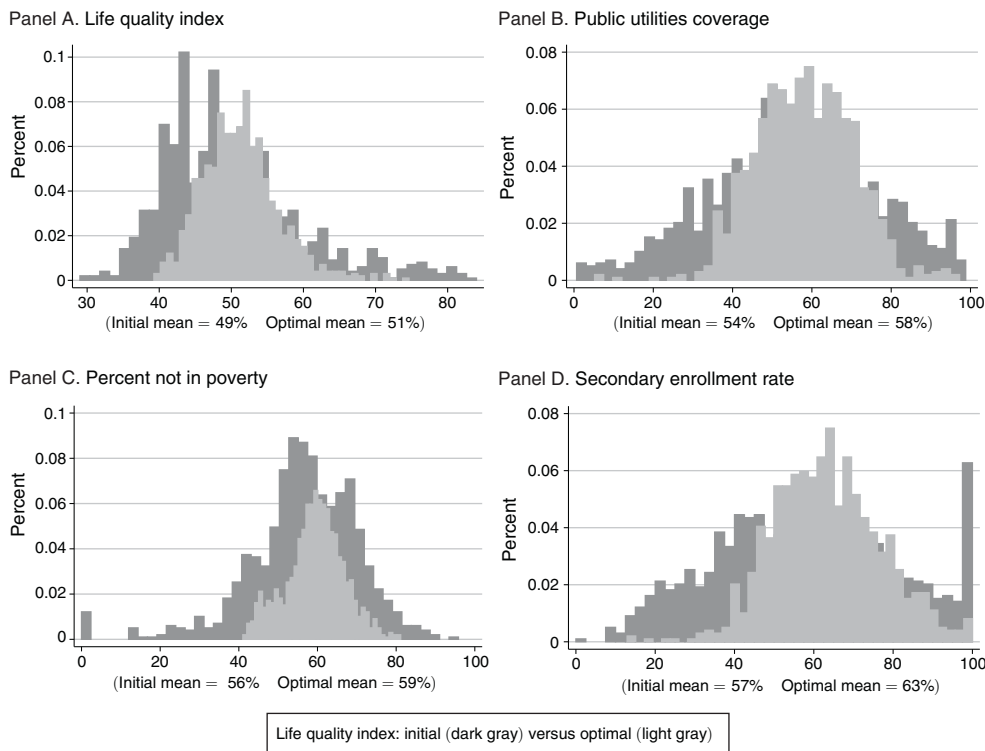 Panel A. Life quality index
Percent
0.1
0.08
0.06
0.04
0.02
0
30 40 50 60 70 80
(Initial mean = 49% Optimal mean = 51%)
Panel B. Public utilities coverage
Percent
0.08
0.06
0.04
0.02
0
0 20 40 60 80 100
(Initial mean = 54% Optimal mean = 58%)
Panel C. Percent not in poverty
Percent
0.1
0.08
0.06
0.04
0.02
0
0 20 40 60 80 100
(Initial mean = 56% Optimal mean = 59%)
Panel D. Secondary enrollment rate
Percent
0.08
0.06
0.04
0.02
0
0 20 40 60 80 100
(Initial mean = 57% Optimal mean = 63%)
Life quality index: initial (dark gray) versus optimal (light gray)